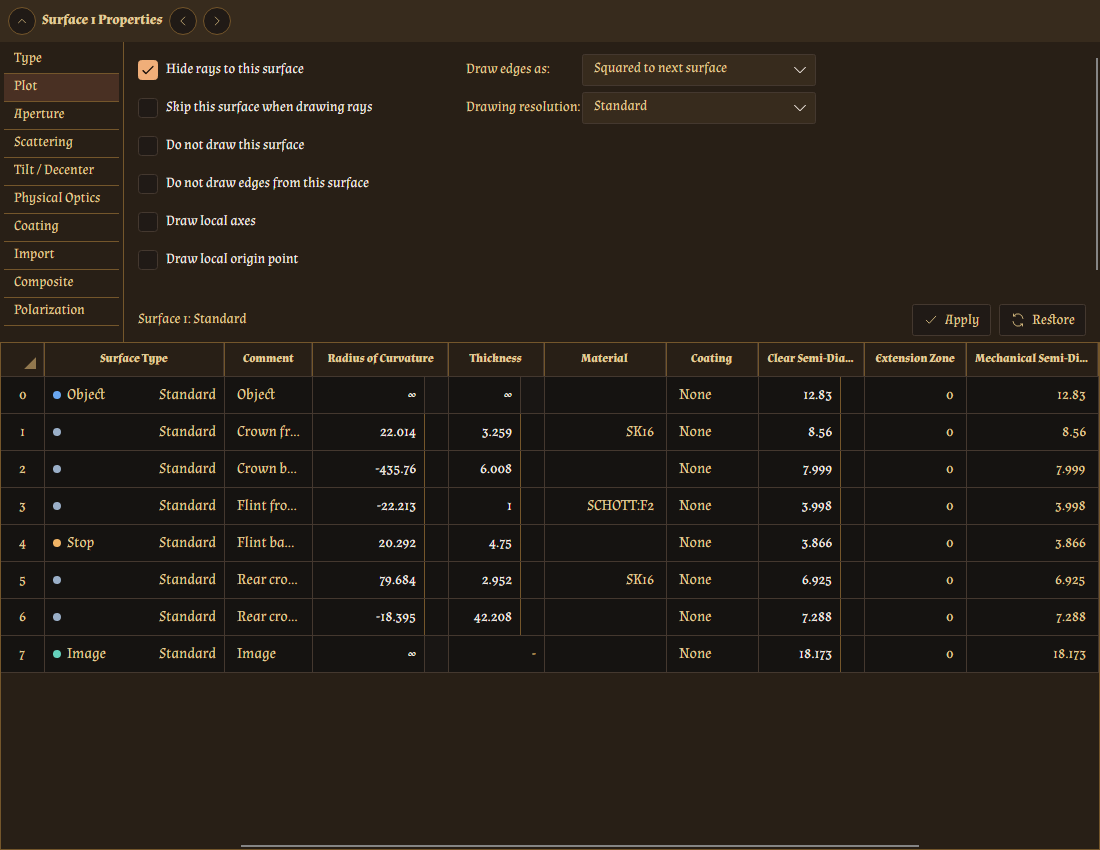 Surface 1 Properties
Type
Plot
Aperture
Scattering
Tilt / Decenter
Physical Optics
Coating
Import
Composite
Polarization
Hide rays to this surface
Skip this surface when drawing rays
Do not draw this surface
Do not draw edges from this surface
Draw local axes
Draw local origin point
Draw edges as: Squared to next surface
Drawing resolution: Standard
Surface 1: Standard
Apply Restore
Surface Type Comment Radius of Curvature Thickness Material Coating Clear Semi-Dia... Extension Zone Mechanical Semi-Di...
0 Object Standard Object ∞ ∞ None 12.83 0 12.83
1 Standard Crown fr... 22.014 3.259 SK16 None 8.56 0 8.56
2 Standard Crown b... -435.76 6.008 None 7.999 0 7.999
3 Standard Flint fro... -22.213 1 SCHOTT:F2 None 3.998 0 3.998
4 Stop Standard Flint ba... 20.292 4.75 None 3.866 0 3.866
5 Standard Rear cro... 79.684 2.952 SK16 None 6.925 0 6.925
6 Standard Rear cro... -18.395 42.208 None 7.288 0 7.288
7 Image Standard Image ∞ - None 18.173 0 18.173